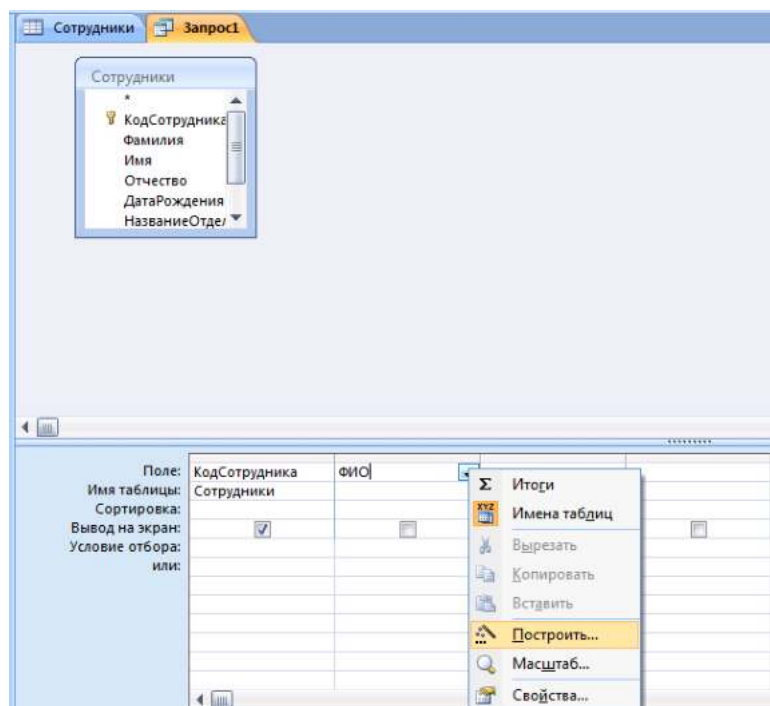 Сотрудники Запрос1
Сотрудники
*
КодСотрудника
Фамилия
Имя
Отчество
ДатаРождения
НазваниеОтдел
Поле: КодСотрудника ФИО
Имя таблицы: Сотрудники
Сортировка:
Вывод на экран:
Условие отбора:
или:
Σ Итоги
XYZ Имена таблиц
Вырезать
Копировать
Вставить
Построить...
Масштаб...
Свойства...